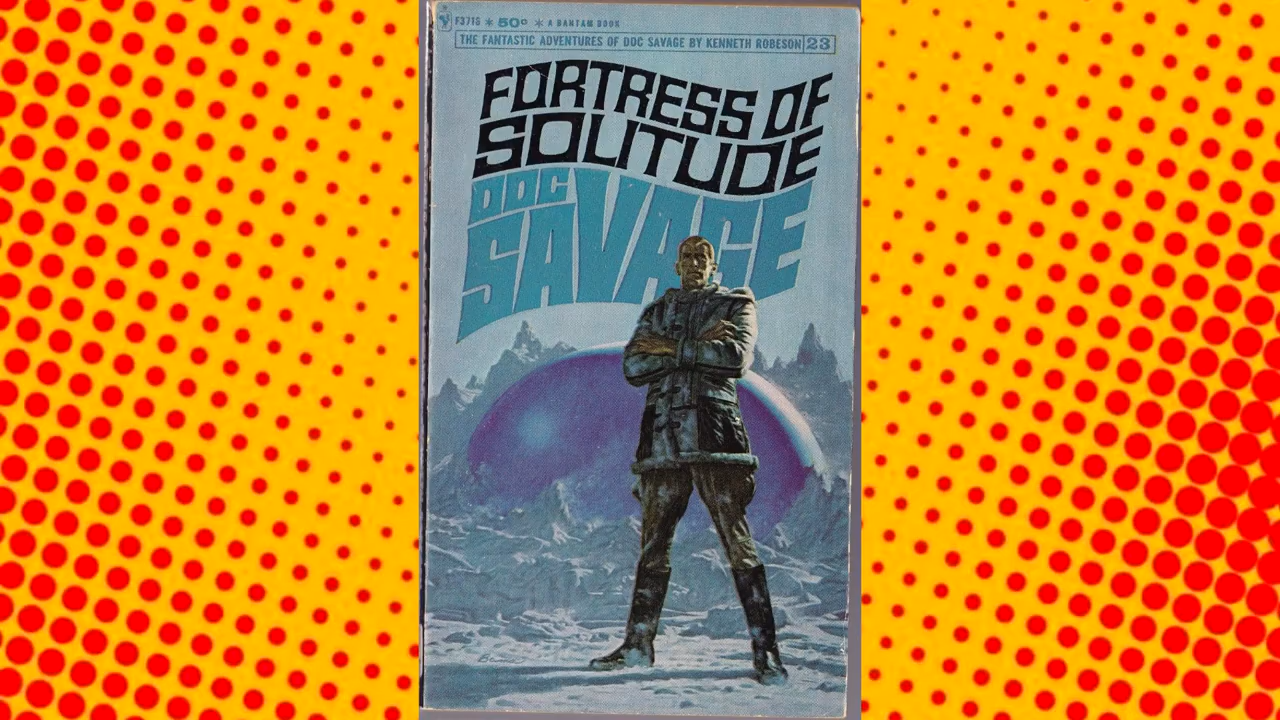 F3716 * 50¢ * A BANTAM BOOK
THE FANTASTIC ADVENTURES OF DOC SAVAGE BY KENNETH ROBESON 23
FORTRESS OF
SOLITUDE
DOC
SAVAGE